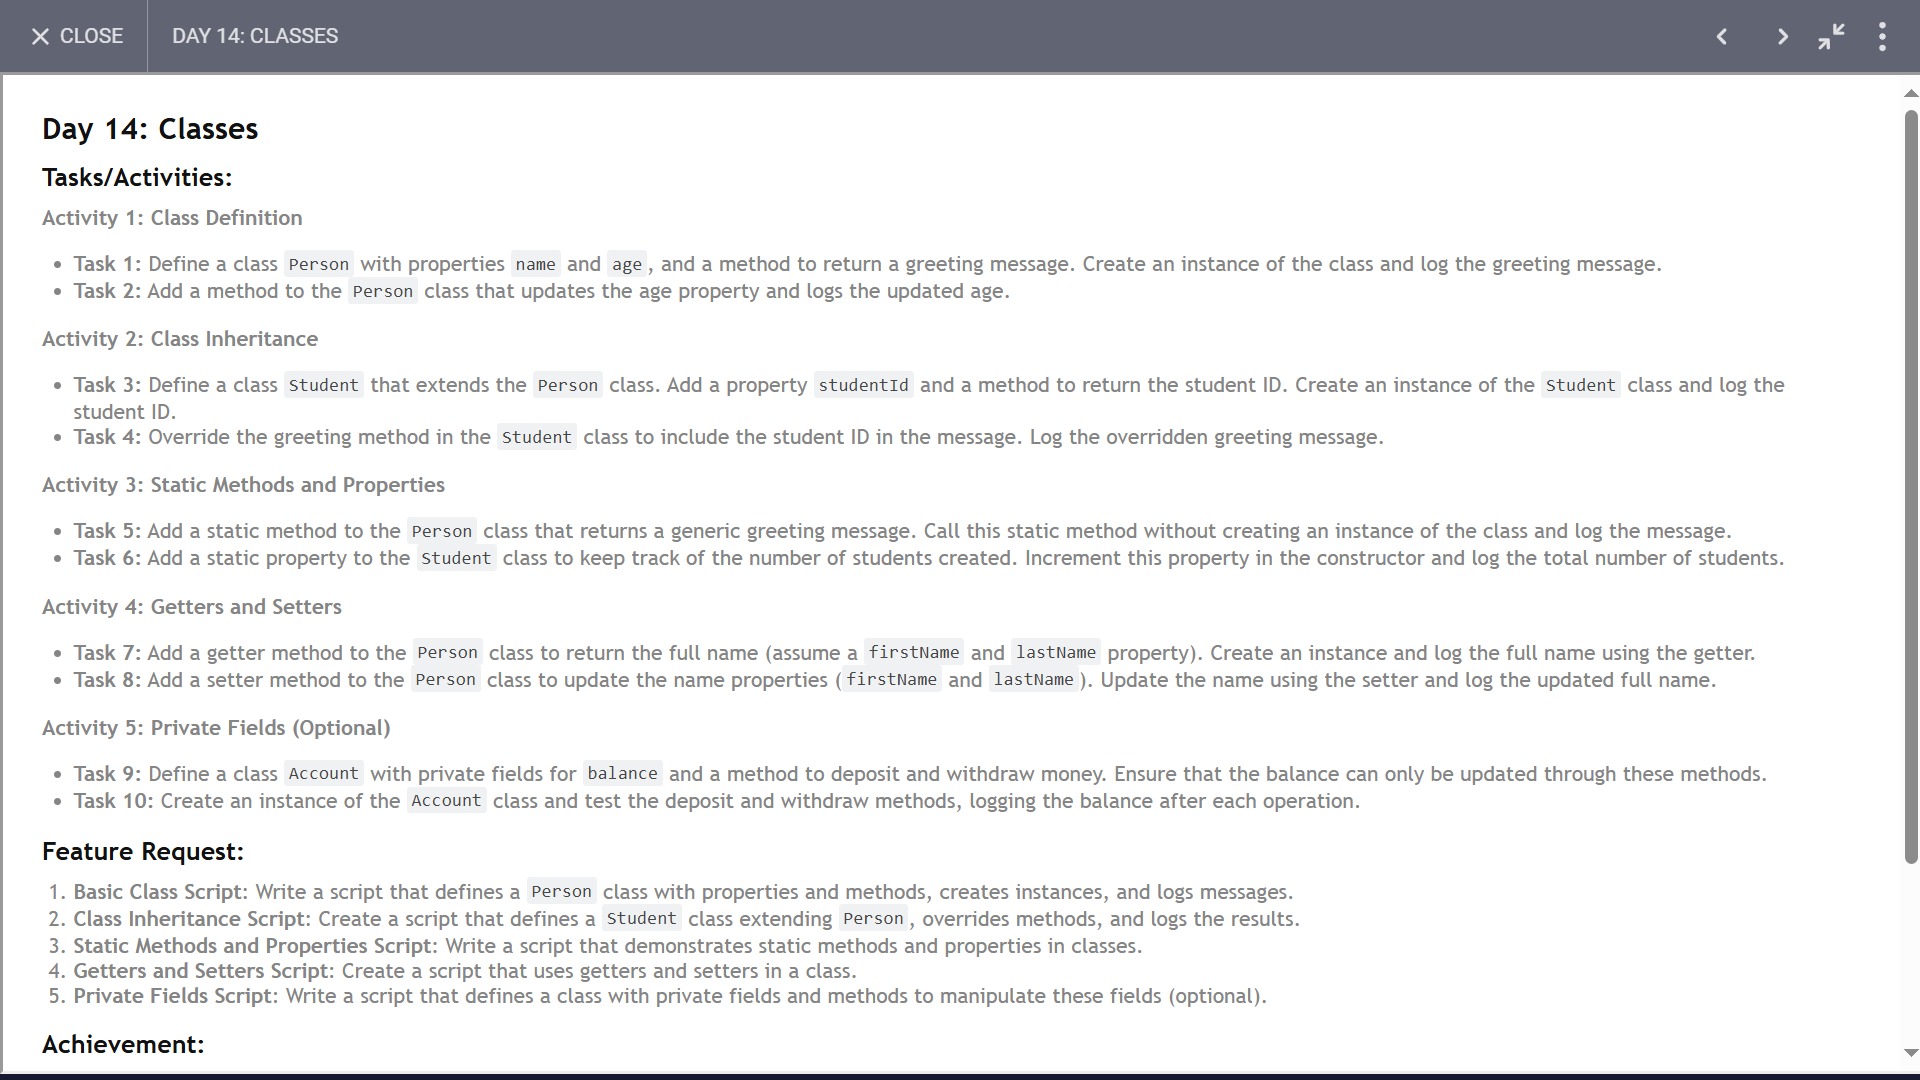 CLOSE
DAY 14: CLASSES
Day 14: Classes
Tasks/Activities:
Activity 1: Class Definition
Task 1: Define a class Person with properties name and age, and a method to return a greeting message. Create an instance of the class and log the greeting message.
Task 2: Add a method to the Person class that updates the age property and logs the updated age.
Activity 2: Class Inheritance
Task 3: Define a class Student that extends the Person class. Add a property studentId and a method to return the student ID. Create an instance of the Student class and log the
student ID.
Task 4: Override the greeting method in the Student class to include the student ID in the message. Log the overridden greeting message.
Activity 3: Static Methods and Properties
Task 5: Add a static method to the Person class that returns a generic greeting message. Call this static method without creating an instance of the class and log the message.
Task 6: Add a static property to the Student class to keep track of the number of students created. Increment this property in the constructor and log the total number of students.
Activity 4: Getters and Setters
Task 7: Add a getter method to the Person class to return the full name (assume a firstName and lastName property). Create an instance and log the full name using the getter.
Task 8: Add a setter method to the Person class to update the name properties (firstName and lastName). Update the name using the setter and log the updated full name.
Activity 5: Private Fields (Optional)
Task 9: Define a class Account with private fields for balance and a method to deposit and withdraw money. Ensure that the balance can only be updated through these methods.
Task 10: Create an instance of the Account class and test the deposit and withdraw methods, logging the balance after each operation.
Feature Request:
1. Basic Class Script: Write a script that defines a Person class with properties and methods, creates instances, and logs messages.
2. Class Inheritance Script: Create a script that defines a Student class extending Person, overrides methods, and logs the results.
3. Static Methods and Properties Script: Write a script that demonstrates static methods and properties in classes.
4. Getters and Setters Script: Create a script that uses getters and setters in a class.
5. Private Fields Script: Write a script that defines a class with private fields and methods to manipulate these fields (optional).
Achievement: